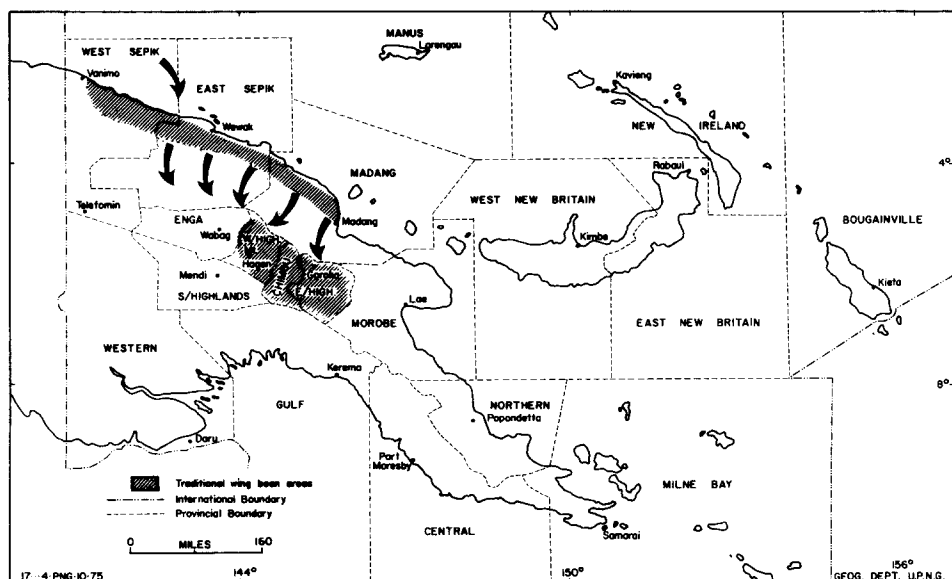 MANUS
WEST SEPIK
Lorengau
Vanimo
Kavieng
EAST SEPIK
Wewak
NEW IRELAND
Rabaul
4°
MADANG
WEST NEW BRITAIN
Telefomin
Madang
ENGA
BOUGAINVILLE
Wabag
Kimbe
W/HIGH
Hagen
Mendi
Goroka
CHIMBU
Kieta
S/HIGHLANDS
E/HIGH
Lae
MOROBE
EAST NEW BRITAIN
WESTERN
Kerema
8°
GULF
NORTHERN
Popondetta
Daru
Port
Moresby
MILNE BAY
Traditional wing bean areas
International Boundary
Provincial Boundary
CENTRAL
Samarai
0 MILES 160
17···4·PNG·10·75
144°
150°
156°
GEOG. DEPT. U.P.N.G.